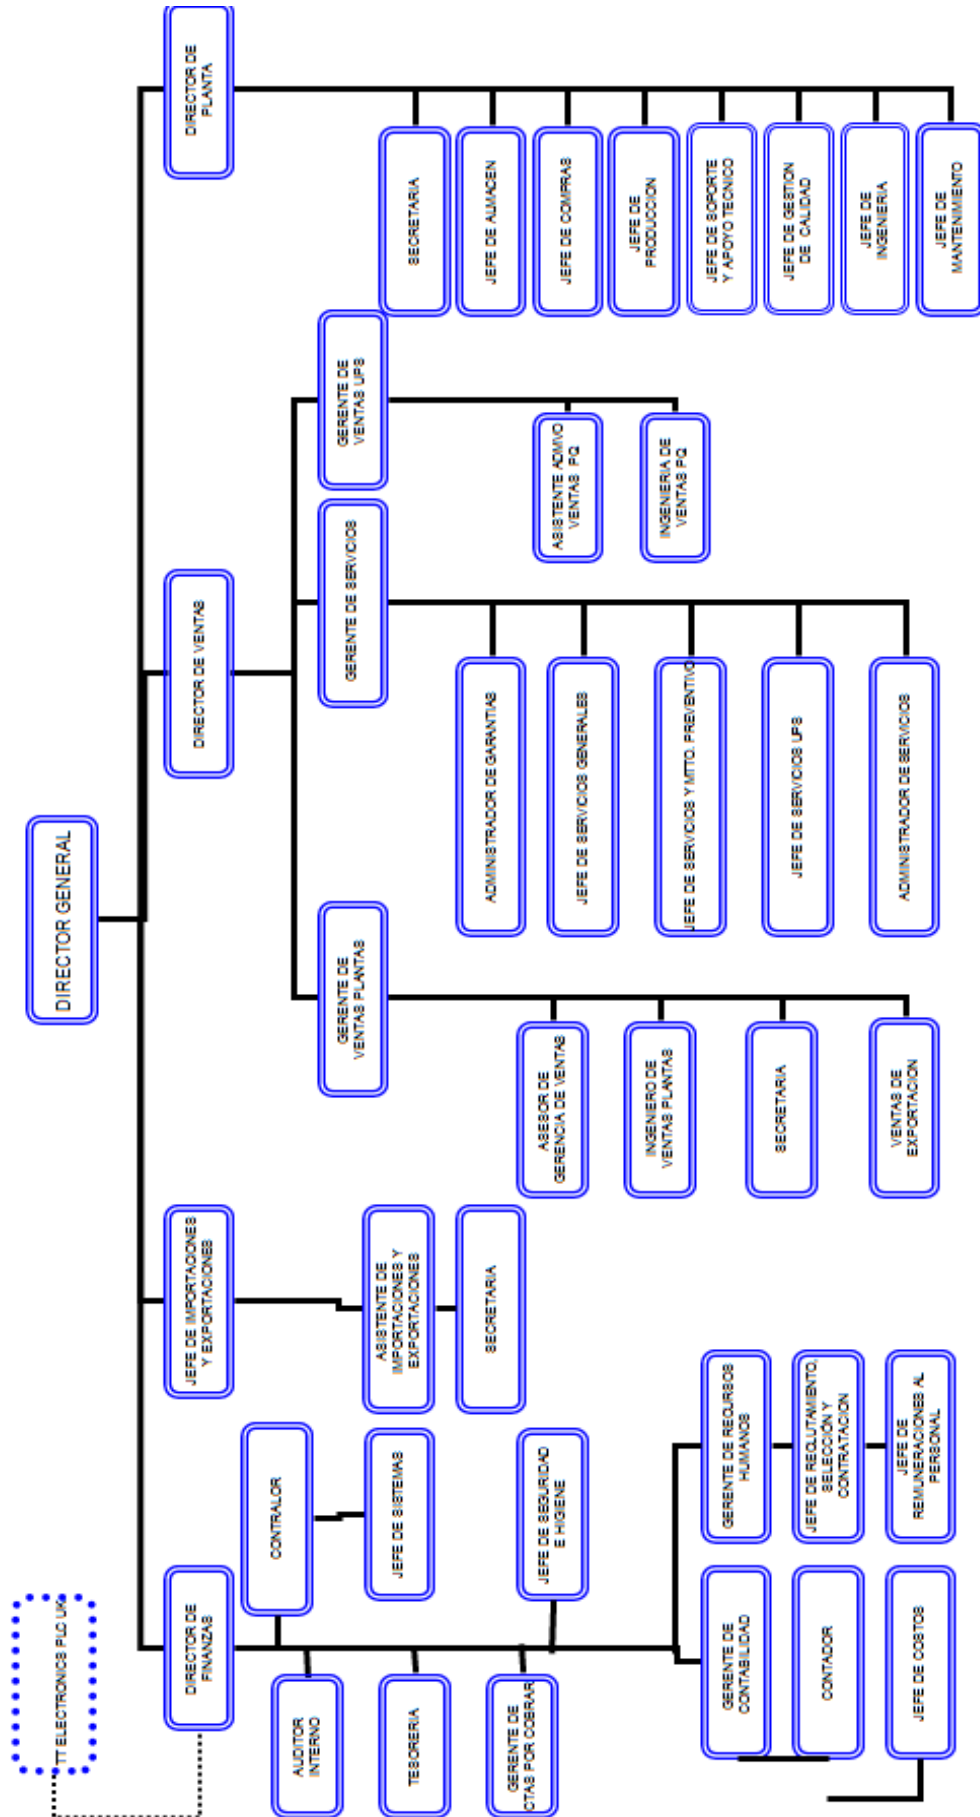 TT ELECTRONICS PLC UK
DIRECTOR GENERAL
DIRECTOR DE
FINANZAS
JEFE DE IMPORTACIONES
Y EXPORTACIONES
DIRECTOR DE VENTAS
DIRECTOR DE
PLANTA
CONTRALOR
AUDITOR
INTERNO
JEFE DE SISTEMAS
TESORERIA
GERENTE DE
CTAS POR COBRAR
JEFE DE SEGURIDAD
E HIGIENE
GERENTE DE
CONTABILIDAD
CONTADOR
JEFE DE COSTOS
GERENTE DE RECURSOS
HUMANOS
JEFE DE RECLUTAMIENTO,
SELECCIÓN Y
CONTRATACION
JEFE DE
REMUNERACIONES AL
PERSONAL
ASISTENTE DE
IMPORTACIONES Y
EXPORTACIONES
SECRETARIA
GERENTE DE
VENTAS PLANTAS
GERENTE DE SERVICIOS
GERENTE DE
VENTAS UPS
ASESOR DE
GERENCIA DE VENTAS
INGENIERO DE
VENTAS PLANTAS
SECRETARIA
VENTAS DE
EXPORTACION
ADMINISTRADOR DE GARANTIAS
JEFE DE SERVICIOS GENERALES
JEFE DE SERVICIOS Y MTTO. PREVENTIVO
JEFE DE SERVICIOS UPS
ADMINISTRADOR DE SERVICIOS
ASISTENTE ADMIVO
VENTAS PQ
INGENIERIA DE
VENTAS PQ
SECRETARIA
JEFE DE ALMACEN
JEFE DE COMPRAS
JEFE DE
PRODUCCION
JEFE DE SOPORTE
Y APOYO TECNICO
JEFE DE GESTION
DE CALIDAD
JEFE DE
INGENIERIA
JEFE DE
MANTENIMIENTO